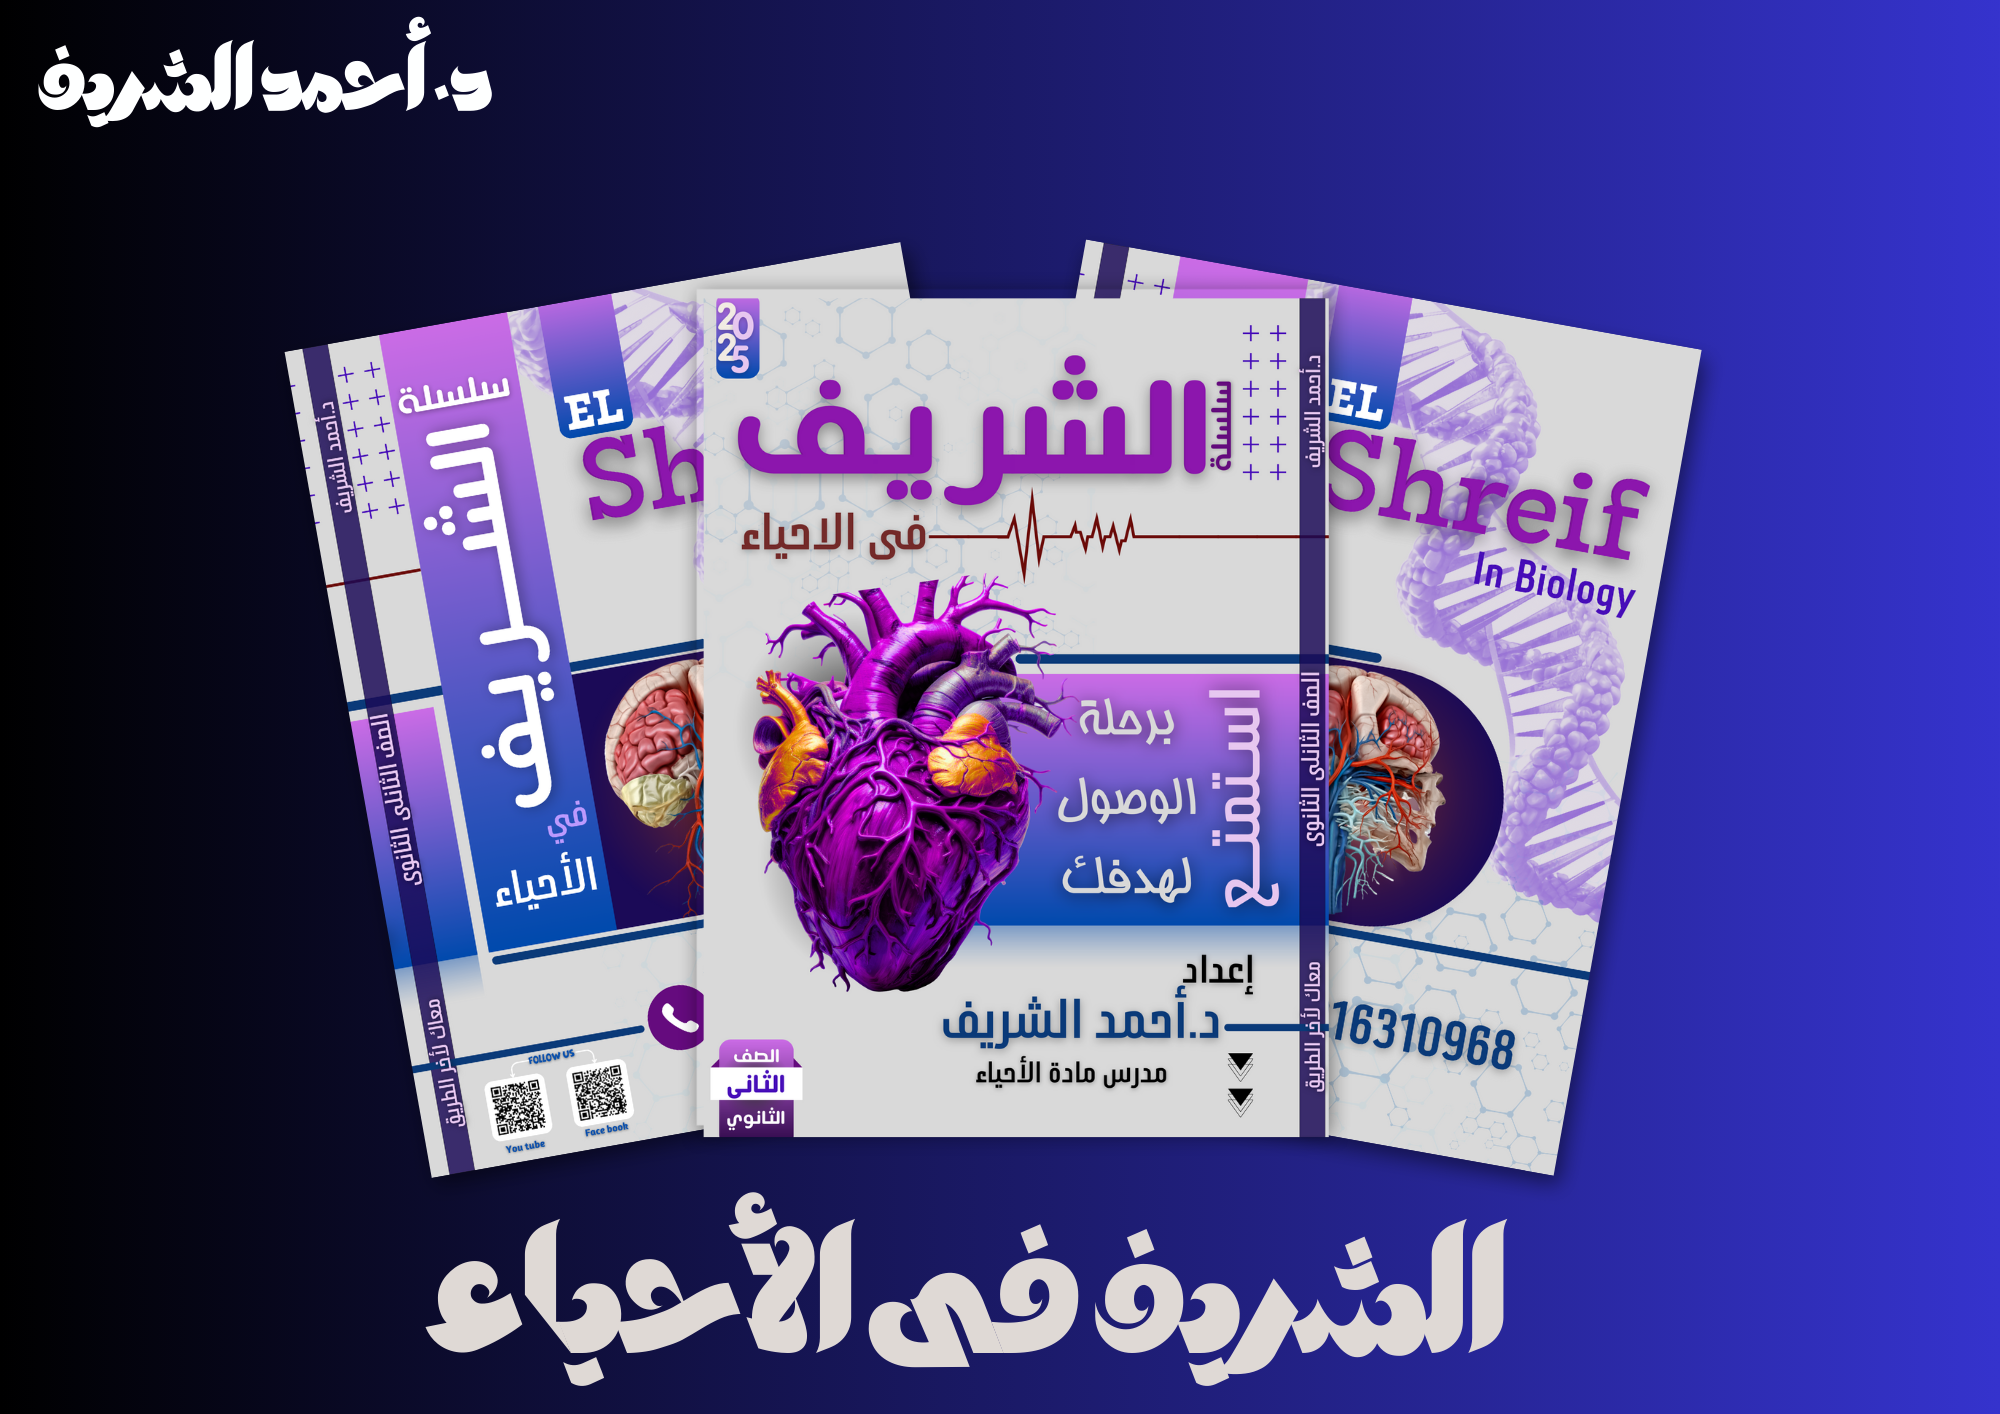 د.أحمد الشريف
سلسلة
الشريف
في
الأحياء
EL
Sh
د.أحمد الشريف
الصف الثانى الثانوى
معاك لأخر الطريق
FOLLOW US
You tube
Face book
2025
سلسلة
الشريف
فى الاحياء
استمتع
برحلة
الوصول
لهدفك
إعداد
د.أحمد الشريف
مدرس مادة الأحياء
الصف
الثانى
الثانوي
د.أحمد الشريف
الصف الثانى الثانوى
معاك لأخر الطريق
EL
Shreif
In Biology
16310968
الشريف فى الأحياء